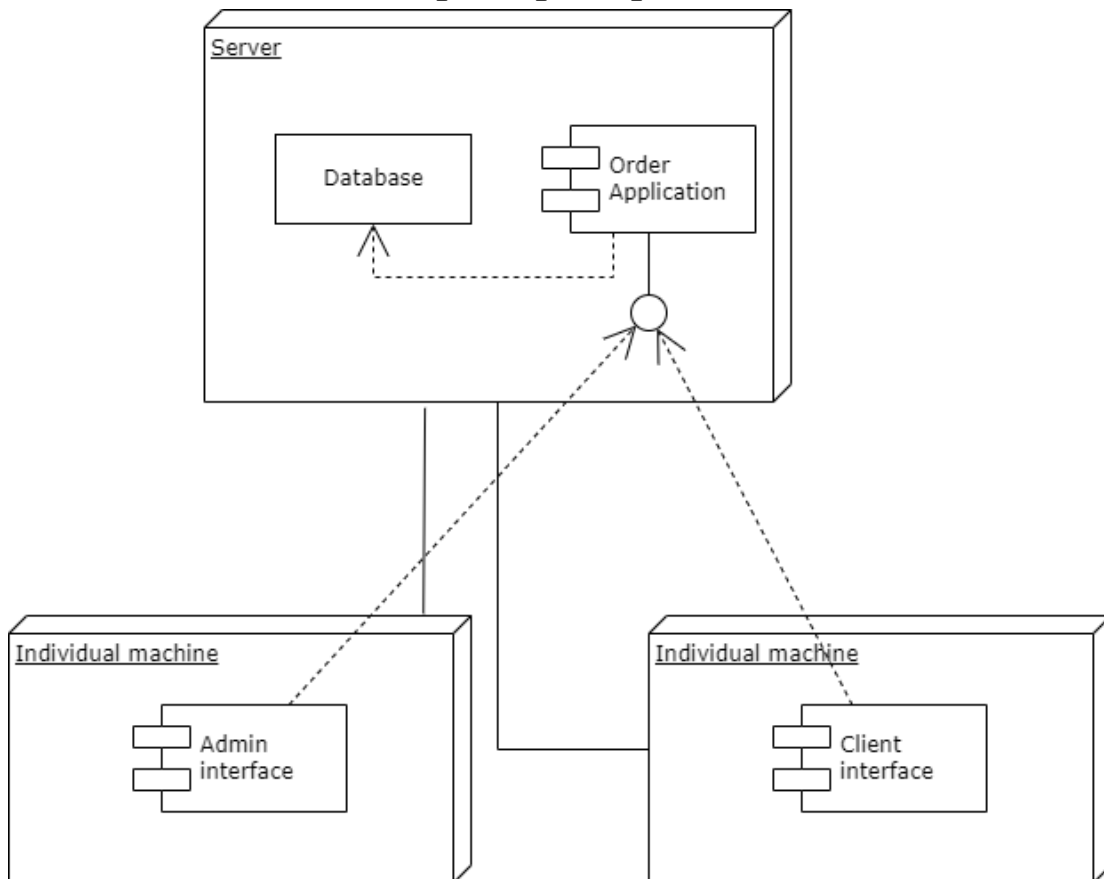 Server
Database
Order
Application
Individual machine
Admin
interface
Individual machine
Client
interface